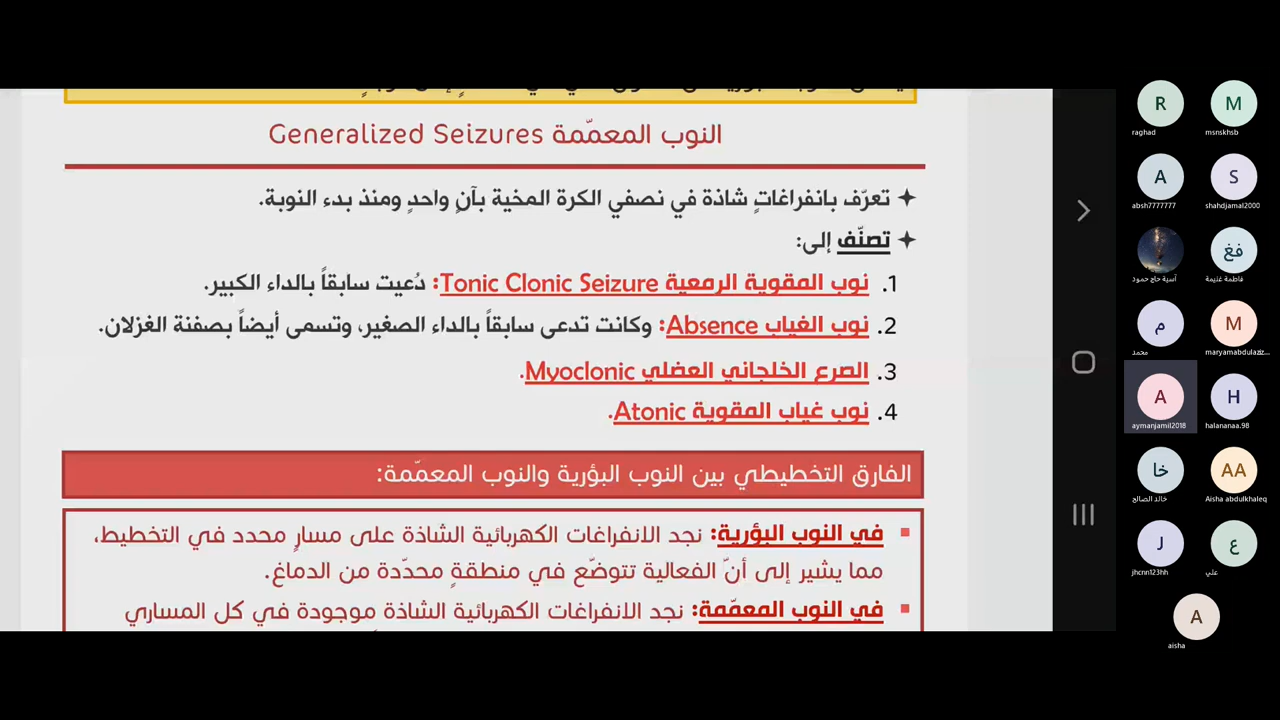 النوب المعمّمة Generalized Seizures
تعرّف بانفراغاتٍ شاذة في نصفي الكرة المخية بآنٍ واحدٍ ومنذ بدء النوبة.
تصنّف إلى:
1. نوب المقوية الرمعية Tonic Clonic Seizure: دُعيت سابقاً بالداء الكبير.
2. نوب الغياب Absence: وكانت تدعى سابقاً بالداء الصغير، وتسمى أيضاً بصفنة الغزلان.
3. الصرع الخلجاني العضلي Myoclonic.
4. نوب غياب المقوية Atonic.
الفارق التخطيطي بين النوب البؤرية والنوب المعمّمة:
في النوب البؤرية: نجد الانفراغات الكهربائية الشاذة على مسارٍ محدد في التخطيط،
مما يشير إلى أنّ الفعالية تتوضّع في منطقةٍ محدّدة من الدماغ.
في النوب المعمّمة: نجد الانفراغات الكهربائية الشاذة موجودة في كل المساري
R
raghad
M
msnskhsb
A
absh7777777
S
shahdjamal2000
آسية حاج حمود
فغ
فاطمة غنيمة
م
محمد
M
maryamabdulaziz...
A
aymanjamil2018
H
halananaa.98
خا
خالد الصالح
AA
Aisha abdulkhaleq
J
jhcnn123hh
ع
علي
A
aisha